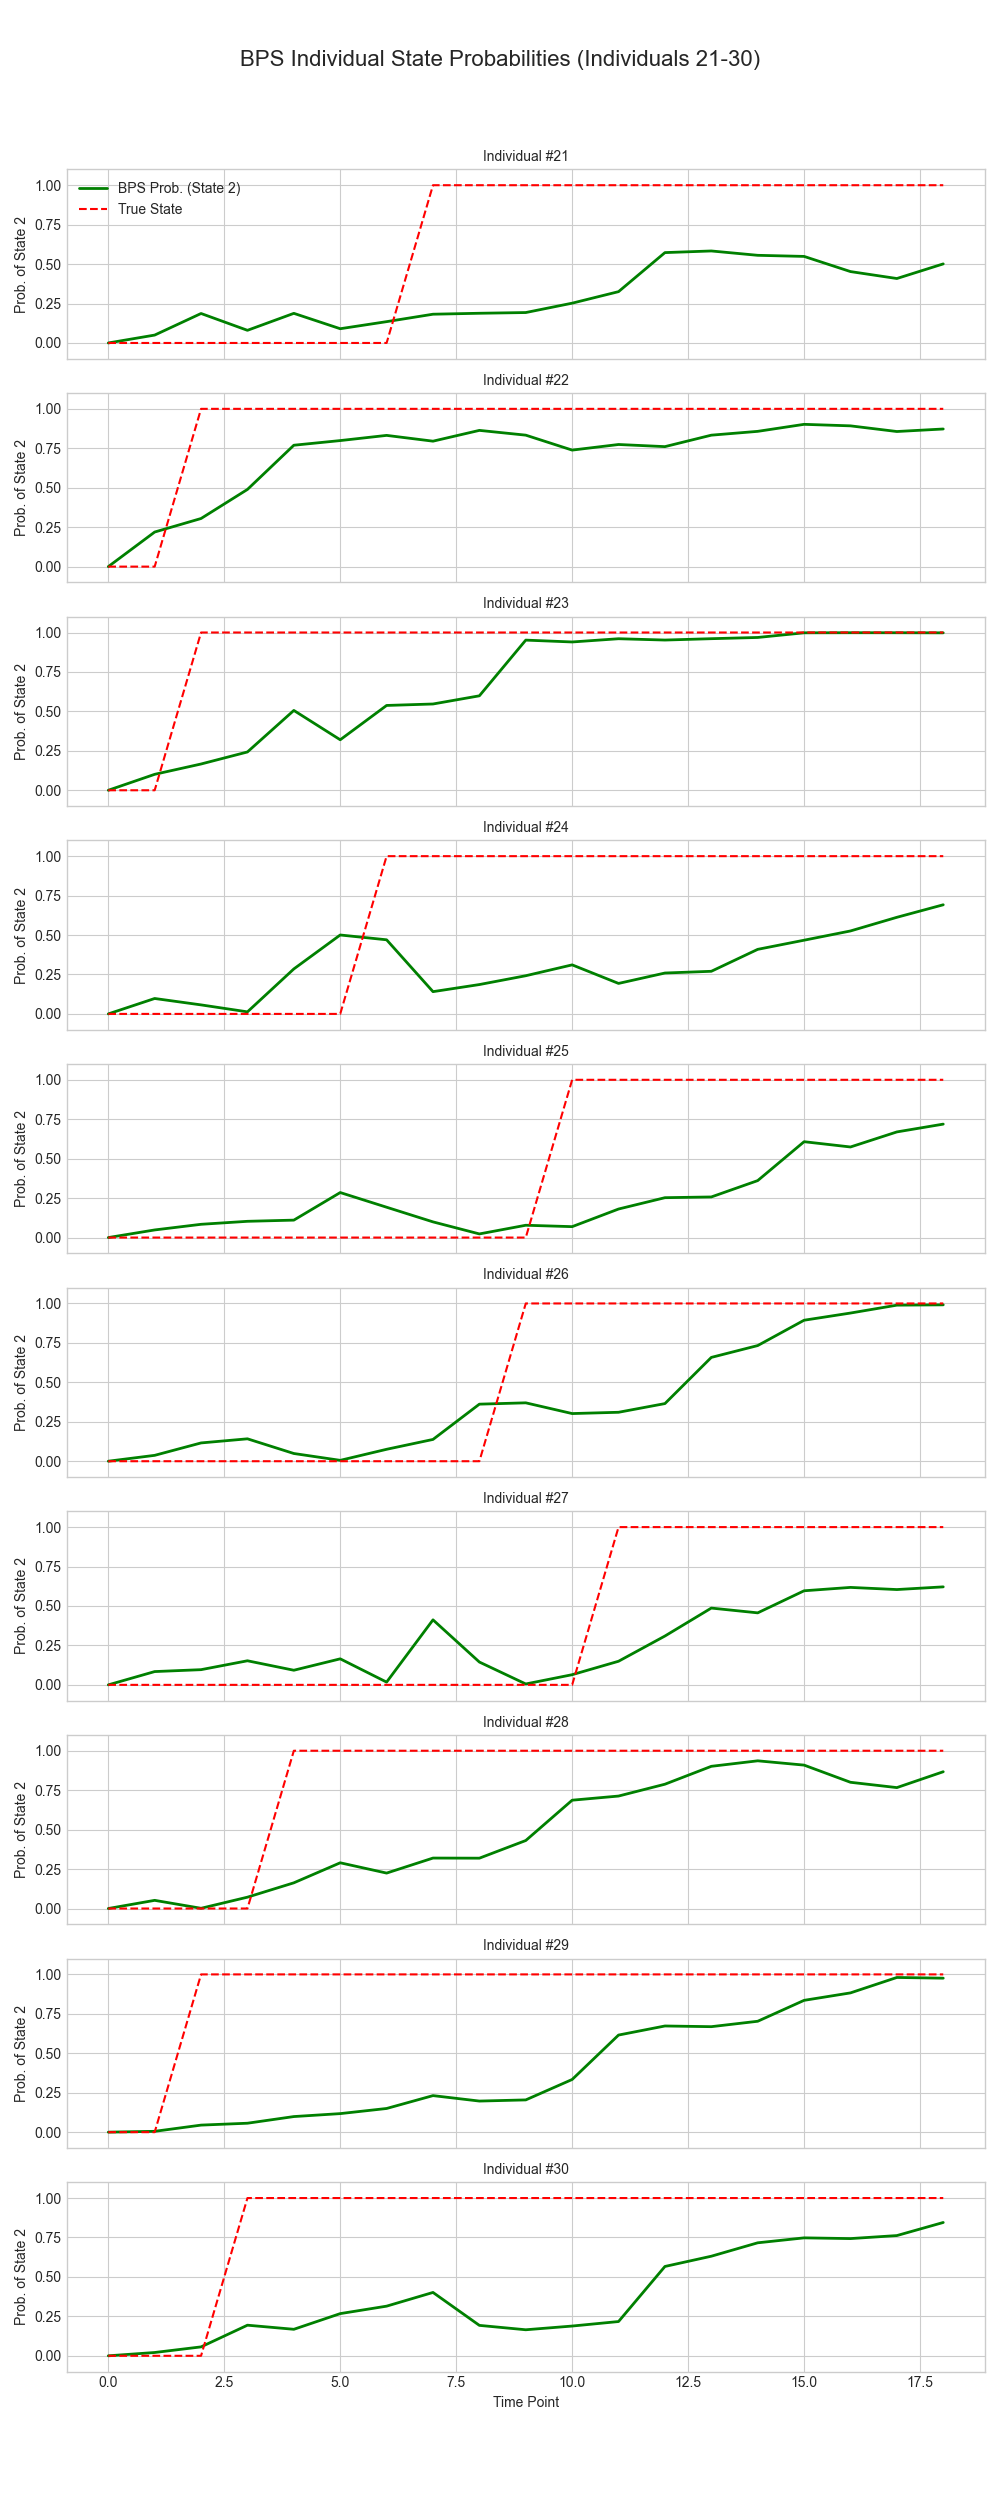 BPS Individual State Probabilities (Individuals 21-30)
Individual #21
BPS Prob. (State 2)
True State
Prob. of State 2
1.00
0.75
0.50
0.25
0.00
Individual #22
Prob. of State 2
1.00
0.75
0.50
0.25
0.00
Individual #23
Prob. of State 2
1.00
0.75
0.50
0.25
0.00
Individual #24
Prob. of State 2
1.00
0.75
0.50
0.25
0.00
Individual #25
Prob. of State 2
1.00
0.75
0.50
0.25
0.00
Individual #26
Prob. of State 2
1.00
0.75
0.50
0.25
0.00
Individual #27
Prob. of State 2
1.00
0.75
0.50
0.25
0.00
Individual #28
Prob. of State 2
1.00
0.75
0.50
0.25
0.00
Individual #29
Prob. of State 2
1.00
0.75
0.50
0.25
0.00
Individual #30
Prob. of State 2
1.00
0.75
0.50
0.25
0.00
0.0 2.5 5.0 7.5 10.0 12.5 15.0 17.5
Time Point